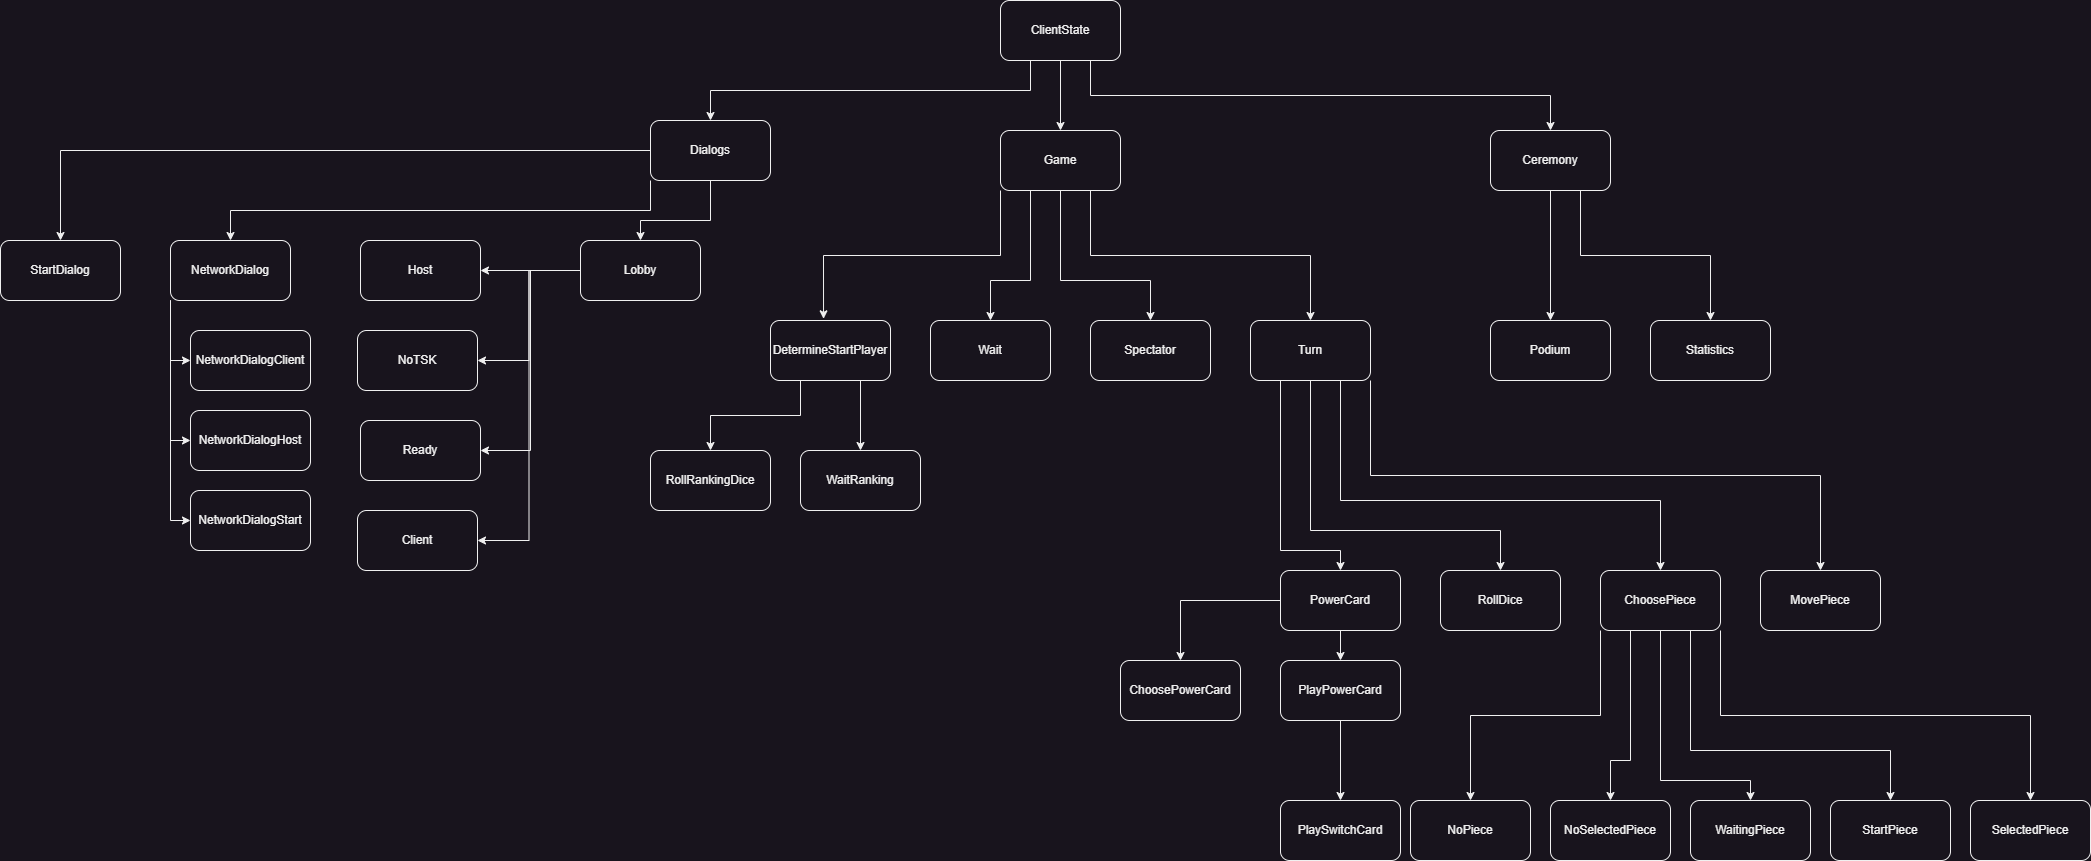 ClientState
Dialogs
Game
Ceremony
StartDialog
NetworkDialog
Host
Lobby
NetworkDialogClient
NoTSK
DetermineStartPlayer
Wait
Spectator
Turn
Podium
Statistics
NetworkDialogHost
Ready
RollRankingDice
WaitRanking
NetworkDialogStart
Client
PowerCard
RollDice
ChoosePiece
MovePiece
ChoosePowerCard
PlayPowerCard
PlaySwitchCard
NoPiece
NoSelectedPiece
WaitingPiece
StartPiece
SelectedPiece